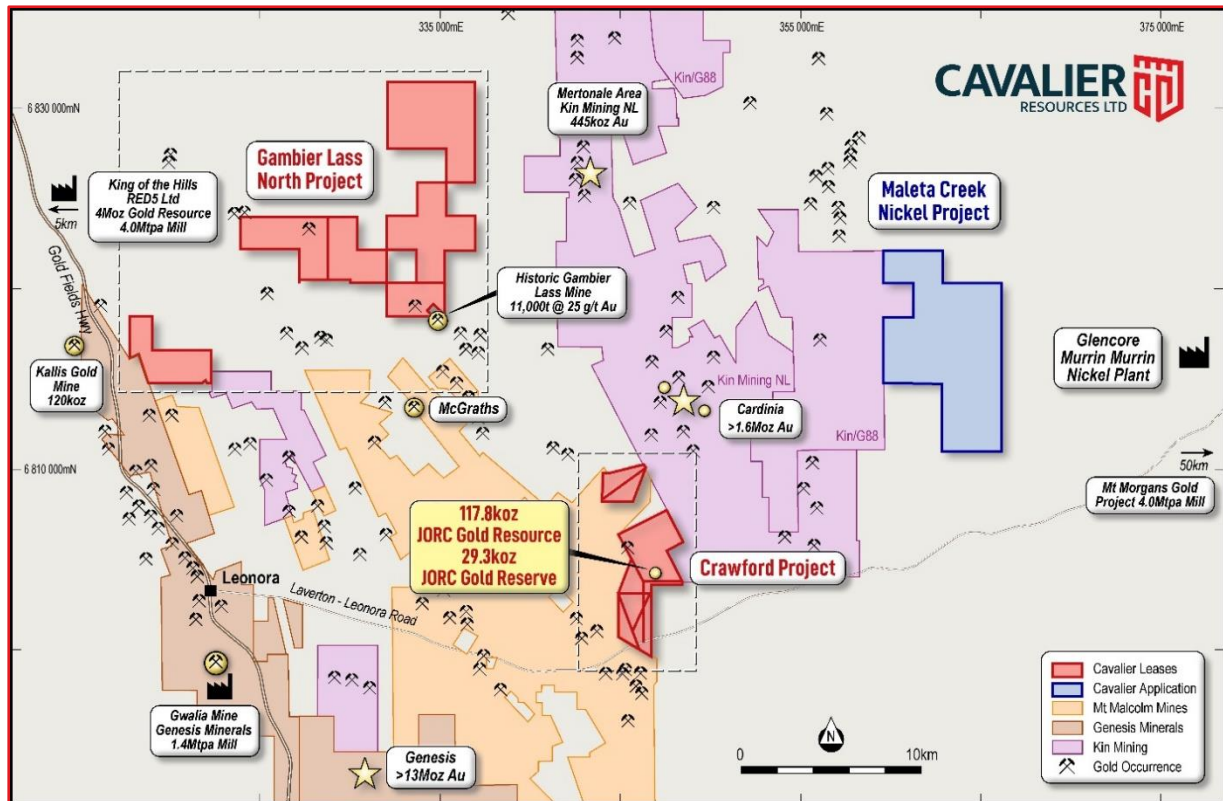 335 000mE
355 000mE
375 000mE
6 830 000mN
6 810 000mN
CAVALIER
RESOURCES LTD
Kin/G88
Mertonale Area
Kin Mining NL
445koz Au
Gambier Lass
North Project
King of the Hills
RED5 Ltd
4Moz Gold Resource
4.0Mtpa Mill
5km
Gold Fields Hwy
Maleta Creek
Nickel Project
Historic Gambier
Lass Mine
11,000t @ 25 g/t Au
Kallis Gold
Mine
120koz
Glencore
Murrin Murrin
Nickel Plant
Kin Mining NL
McGraths
Cardinia
>1.6Moz Au
Kin/G88
50km
Mt Morgans Gold
Project 4.0Mtpa Mill
117.8koz
JORC Gold Resource
29.3koz
JORC Gold Reserve
Crawford Project
Leonora
Laverton - Leonora Road
Gwalia Mine
Genesis Minerals
1.4Mtpa Mill
Genesis
>13Moz Au
N
0
10km
Cavalier Leases
Cavalier Application
Mt Malcolm Mines
Genesis Minerals
Kin Mining
Gold Occurrence